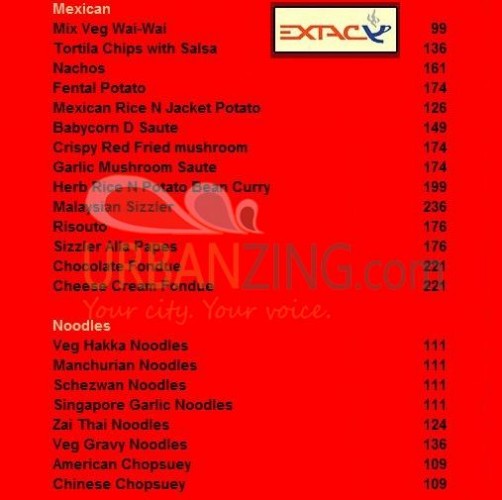 Mexican
EXTACY
Mix Veg Wai-Wai 99
Tortila Chips with Salsa 136
Nachos 161
Fental Potato 174
Mexican Rice N Jacket Potato 126
Babycorn D Saute 149
Crispy Red Fried mushroom 174
Garlic Mushroom Saute 174
Herb Rice N Potato Bean Curry 199
Malaysian Sizzler 236
Risouto 176
Sizzler Alla Papes 176
Chocolate Fondue 221
Cheese Cream Fondue 221
URBANZING.com
Your city. Your voice.
Noodles
Veg Hakka Noodles 111
Manchurian Noodles 111
Schezwan Noodles 111
Singapore Garlic Noodles 111
Zai Thai Noodles 124
Veg Gravy Noodles 136
American Chopsuey 109
Chinese Chopsuey 109